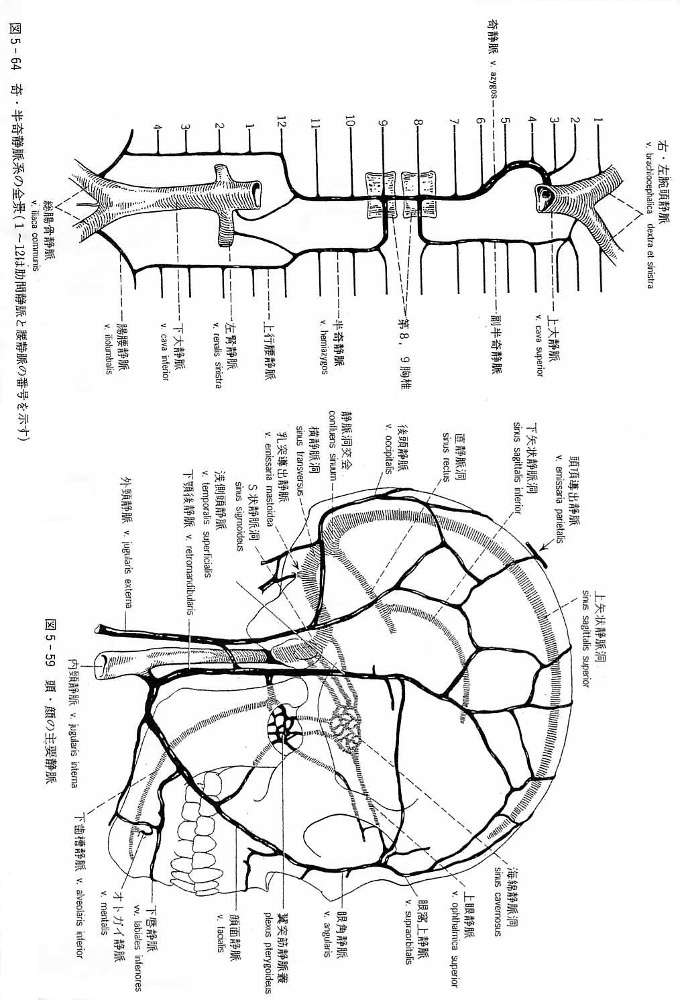 右・左腕頭静脈
v. brachiocephalica dextra et sinistra
奇静脈 v. azygos
1
2
3
4
5
6
7
8
9
10
11
12
1
2
3
4
上大静脈
v. cava superior
副半奇静脈
第8，9胸椎
半奇静脈
v. hemiazygos
上行腰静脈
左腎静脈
v. renalis sinistra
下大静脈
v. cava inferior
腸腰静脈
v. iliolumbalis
総腸骨静脈
v. iliaca communis
図5-64 奇・半奇静脈系の全景(1～12は肋間静脈と腰静脈の番号を示す)
頭頂導出静脈
v. emissaria parietalis
上矢状静脈洞
sinus sagittalis superior
下矢状静脈洞
sinus sagittalis inferior
直静脈洞
sinus rectus
後頭静脈
v. occipitalis
静脈洞交会
confluens sinuum
横静脈洞
sinus transversus
乳突導出静脈
v. emissaria mastoidea
S状静脈洞
sinus sigmoideus
浅側頭静脈
v. temporalis superficialis
下顎後静脈 v. retromandibularis
外頸静脈 v. jugularis externa
海綿静脈洞
sinus cavernosus
上眼静脈
v. ophthalmica superior
眼窩上静脈
v. supraorbitalis
眼角静脈
v. angularis
翼突筋静脈叢
plexus pterygoideus
顔面静脈
v. facialis
下唇静脈
vv. labiales inferiores
オトガイ静脈
v. mentalis
下歯槽静脈 v. alveolaris inferior
内頸静脈 v. jugularis interna
図5-59 頭・顔の主要静脈